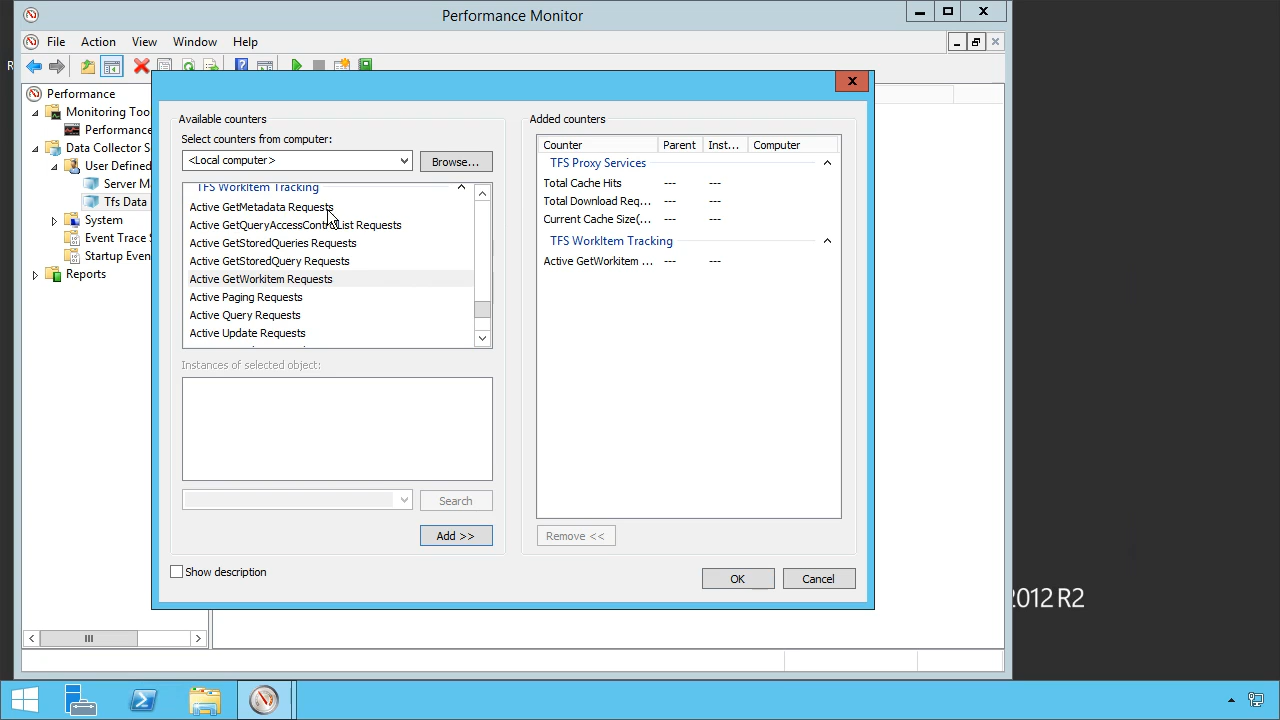 Performance Monitor
File Action View Window Help
R
Performance
Monitoring Too
Performance
Data Collector S
User Defined
Server Ma
Tfs Data
System
Event Trace S
Startup Even
Reports
Available counters
Select counters from computer:
<Local computer>
Browse...
TFS WorkItem Tracking
Active GetMetadata Requests
Active GetQueryAccessControlList Requests
Active GetStoredQueries Requests
Active GetStoredQuery Requests
Active GetWorkitem Requests
Active Paging Requests
Active Query Requests
Active Update Requests
Instances of selected object:
Search
Add >>
Show description
Added counters
Counter Parent Inst... Computer
TFS Proxy Services
Total Cache Hits --- ---
Total Download Req... --- ---
Current Cache Size(... --- ---
TFS WorkItem Tracking
Active GetWorkitem ... --- ---
Remove <<
OK Cancel
2012 R2